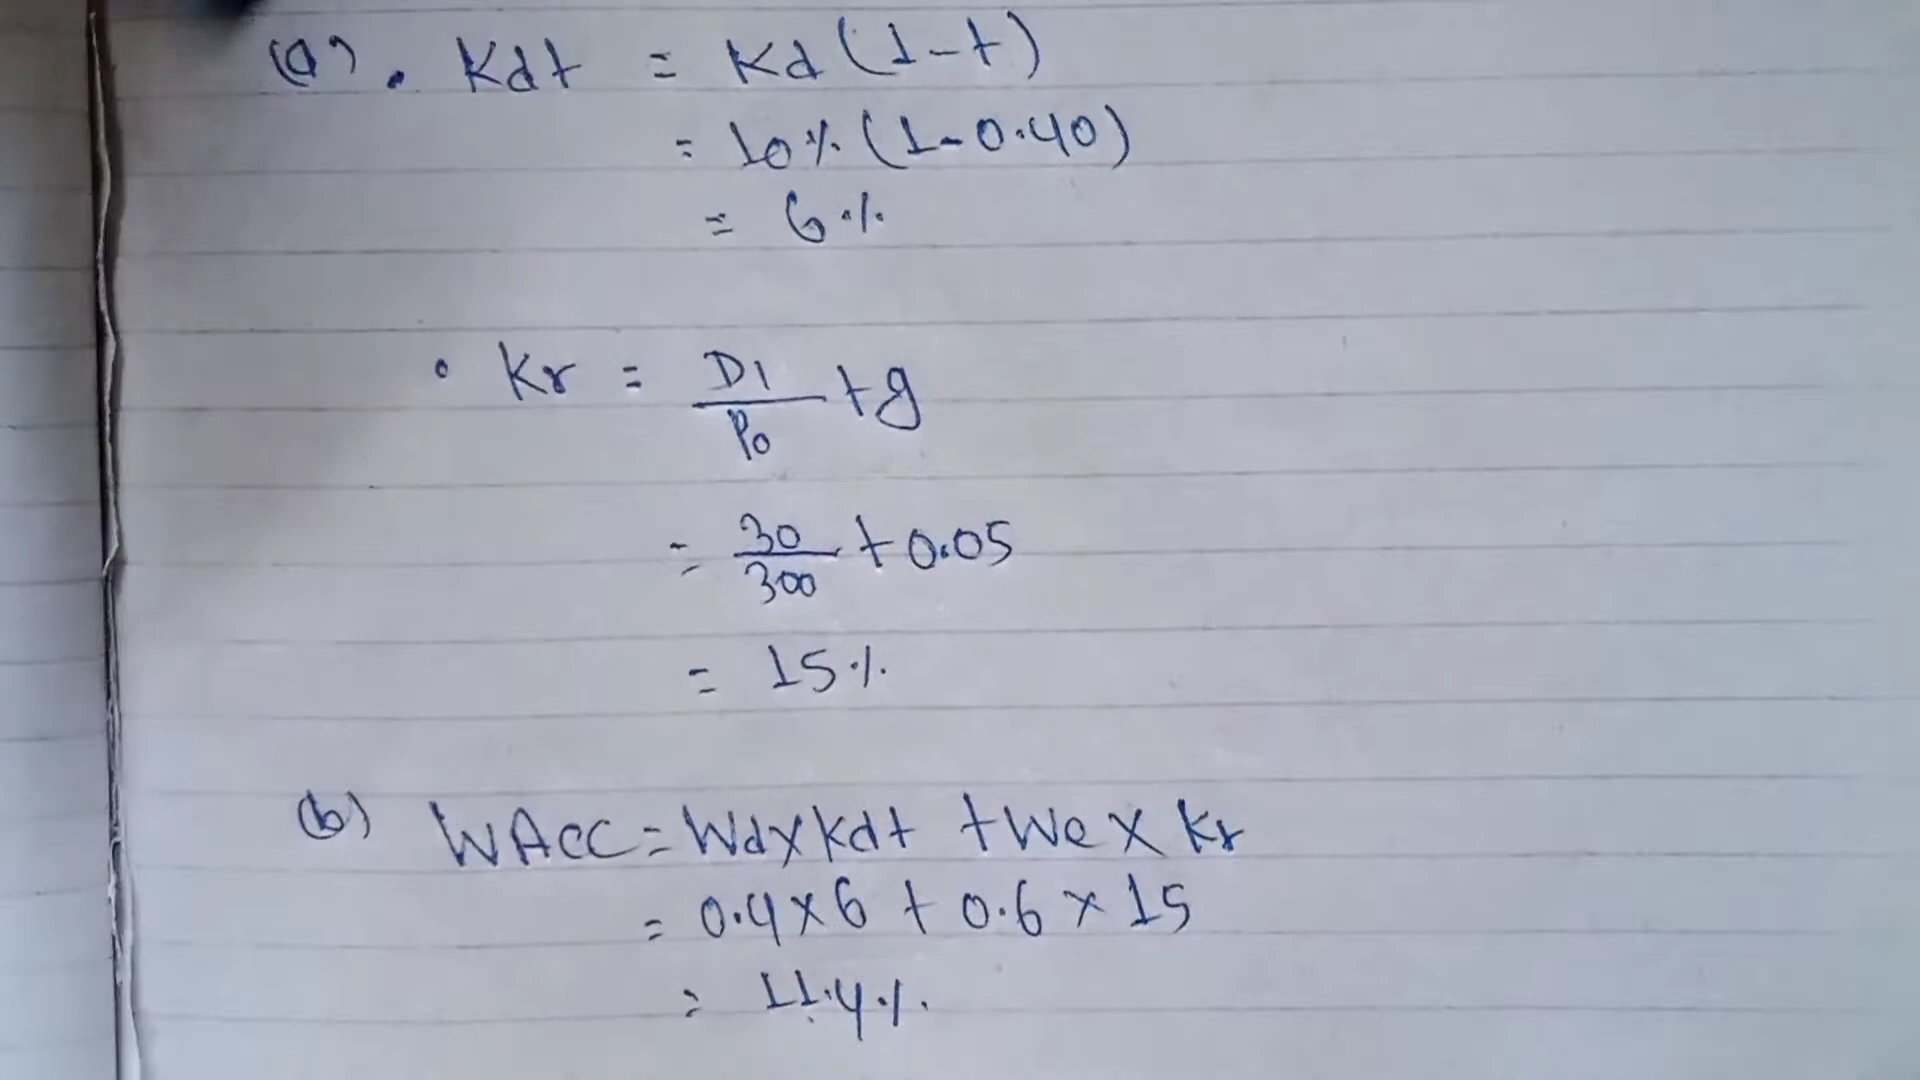 (a) • Kdt = Kd (1-t)
= 10% (1-0.40)
= 6%
• Kr = D1/P0 + g
= 30/300 + 0.05
= 15%
(b) WACC = Wd x Kdt + We x Kr
= 0.4 x 6 + 0.6 x 15
= 11.4%